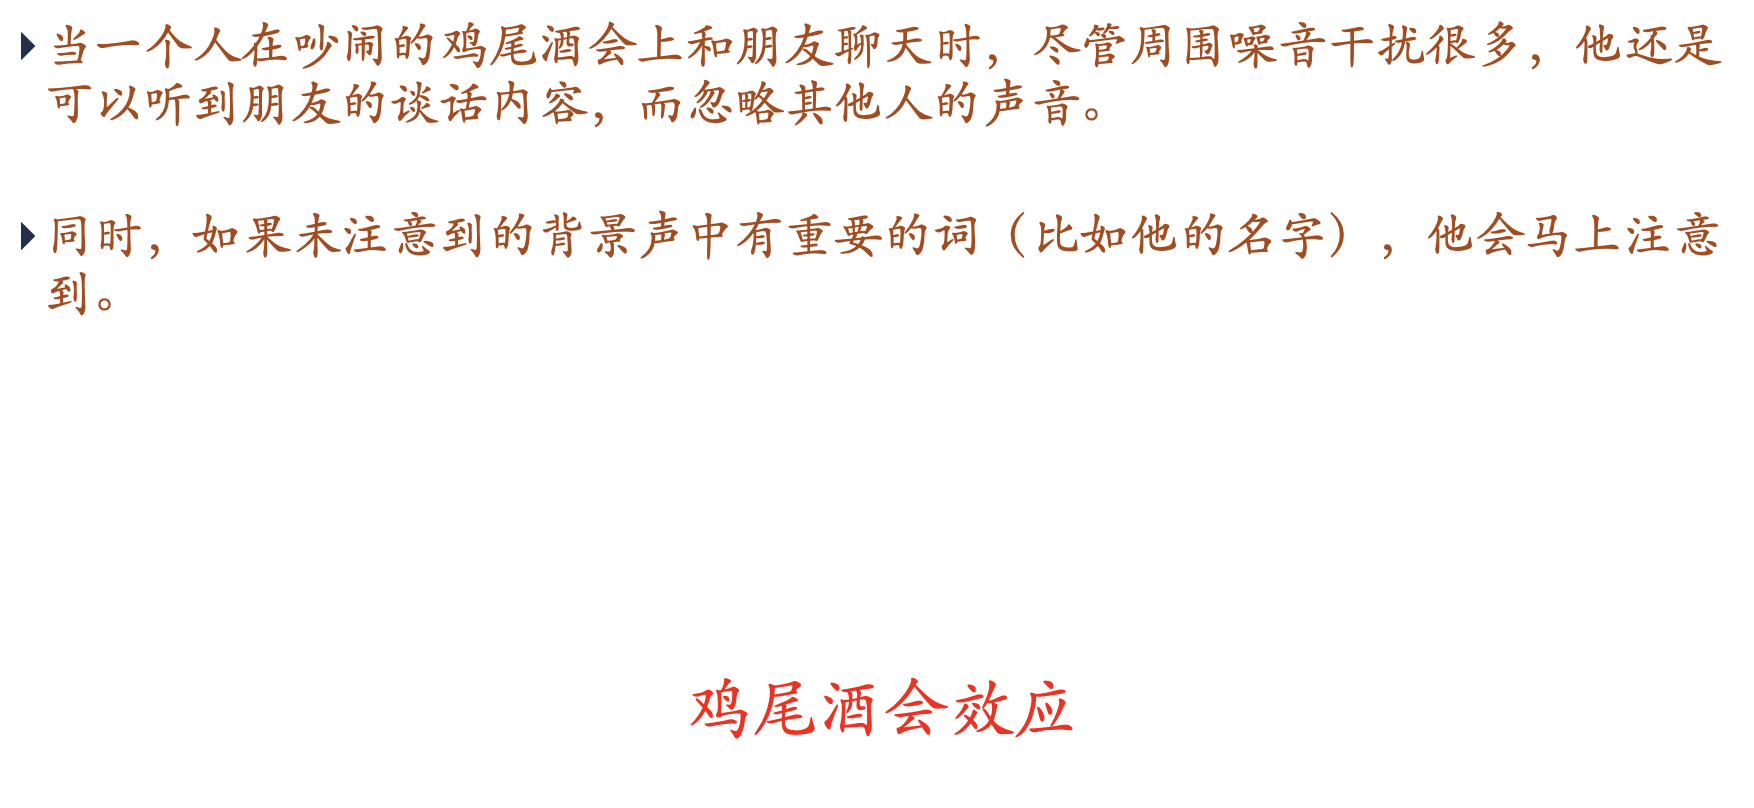 当一个人在吵闹的鸡尾酒会上和朋友聊天时，尽管周围噪音干扰很多，他还是
可以听到朋友的谈话内容，而忽略其他人的声音。
同时，如果未注意到的背景声中有重要的词（比如他的名字），他会马上注意
到。
鸡尾酒会效应